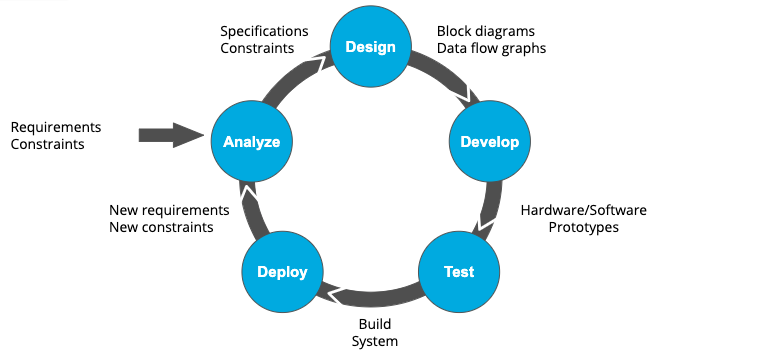 Specifications
Constraints
Design
Block diagrams
Data flow graphs
Requirements
Constraints
Analyze
Develop
New requirements
New constraints
Hardware/Software
Prototypes
Deploy
Test
Build
System